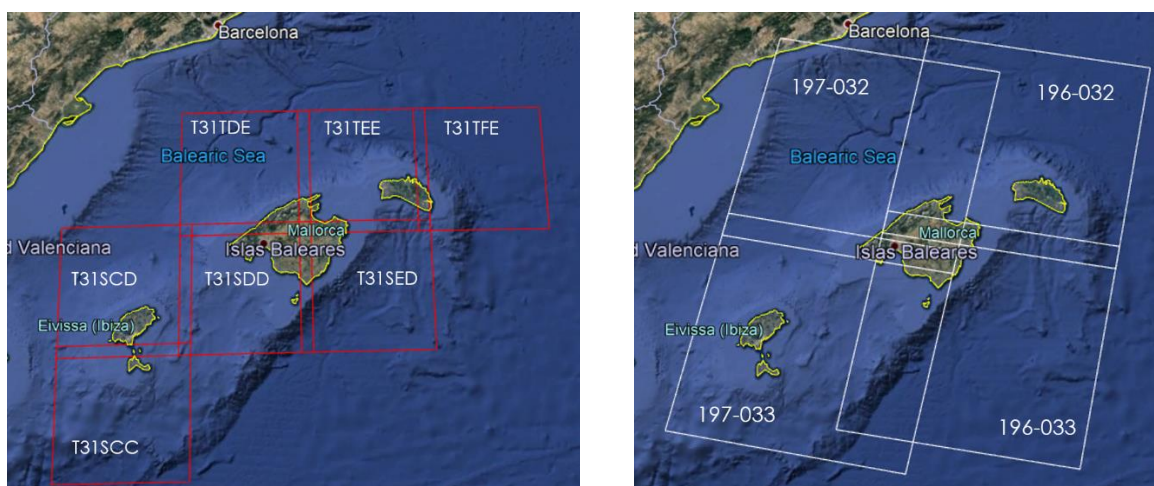 Barcelona
T31TDE
T31TEE
T31TFE
Balearic Sea
Mallorca
d Valenciana
Islas Baleares
T31SCD
T31SDD
T31SED
Eivissa (Ibiza)
T31SCC
Barcelona
197-032
196-032
Balearic Sea
Mallorca
d Valenciana
Islas Baleares
Eivissa (Ibiza)
197-033
196-033